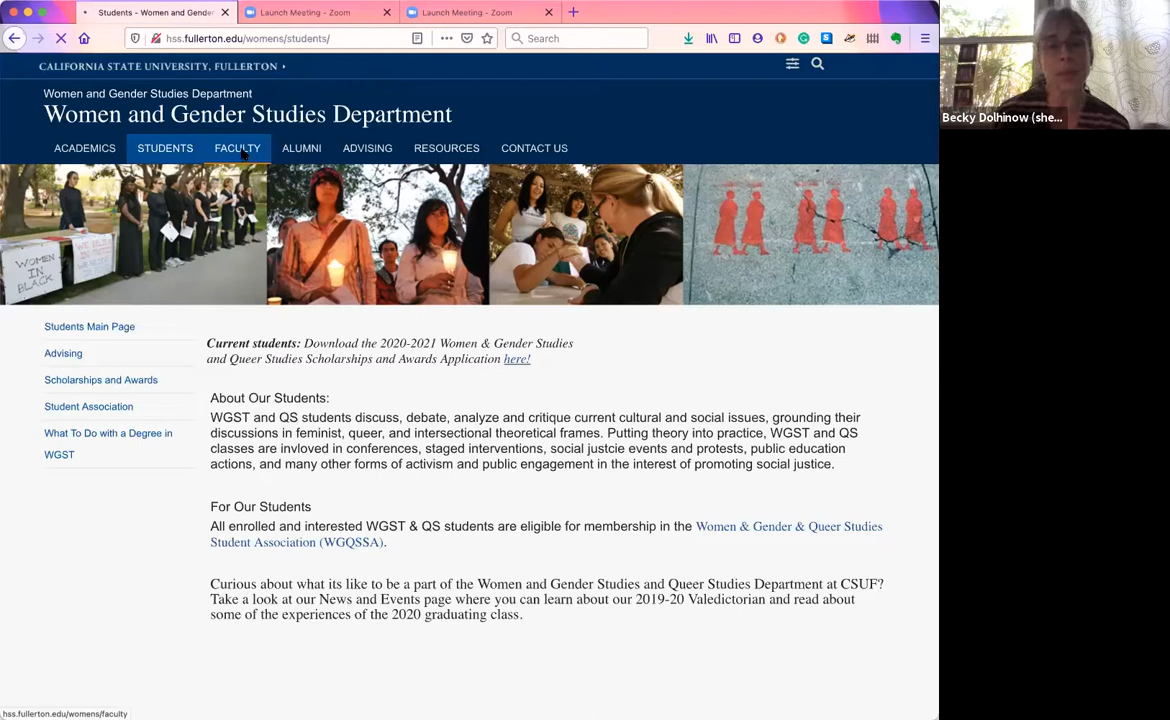 Students - Women and Gender
Launch Meeting - Zoom
Launch Meeting - Zoom
hss.fullerton.edu/womens/students/
Search
CALIFORNIA STATE UNIVERSITY, FULLERTON
Women and Gender Studies Department
Women and Gender Studies Department
ACADEMICS
STUDENTS
FACULTY
ALUMNI
ADVISING
RESOURCES
CONTACT US
WOMEN
IN
BLACK
Students Main Page
Advising
Scholarships and Awards
Student Association
What To Do with a Degree in
WGST
Current students: Download the 2020-2021 Women & Gender Studies
and Queer Studies Scholarships and Awards Application here!
About Our Students:
WGST and QS students discuss, debate, analyze and critique current cultural and social issues, grounding their
discussions in feminist, queer, and intersectional theoretical frames. Putting theory into practice, WGST and QS
classes are invloved in conferences, staged interventions, social justcie events and protests, public education
actions, and many other forms of activism and public engagement in the interest of promoting social justice.
For Our Students
All enrolled and interested WGST & QS students are eligible for membership in the Women & Gender & Queer Studies
Student Association (WGQSSA).
Curious about what its like to be a part of the Women and Gender Studies and Queer Studies Department at CSUF?
Take a look at our News and Events page where you can learn about our 2019-20 Valedictorian and read about
some of the experiences of the 2020 graduating class.
hss.fullerton.edu/womens/faculty
Becky Dolhinow (she...